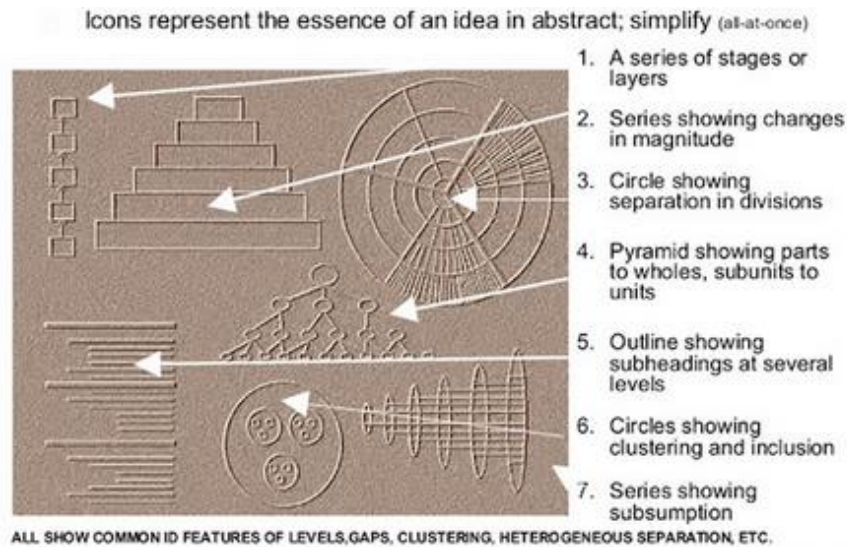 Icons represent the essence of an idea in abstract; simplify (all-at-once)
1. A series of stages or
layers
2. Series showing changes
in magnitude
3. Circle showing
separation in divisions
4. Pyramid showing parts
to wholes, subunits to
units
5. Outline showing
subheadings at several
levels
6. Circles showing
clustering and inclusion
7. Series showing
subsumption
ALL SHOW COMMON ID FEATURES OF LEVELS,GAPS, CLUSTERING, HETEROGENEOUS SEPARATION, ETC.